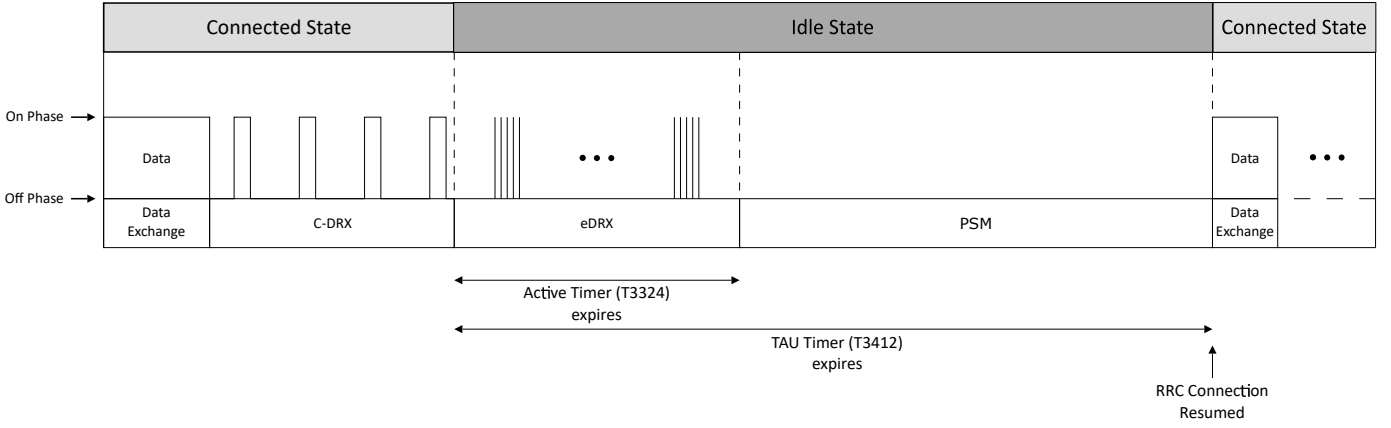 Connected State
Idle State
Connected State
On Phase
Data
Data
Off Phase
Data
Exchange
C-DRX
eDRX
PSM
Data
Exchange
Active Timer (T3324)
expires
TAU Timer (T3412)
expires
RRC Connection
Resumed